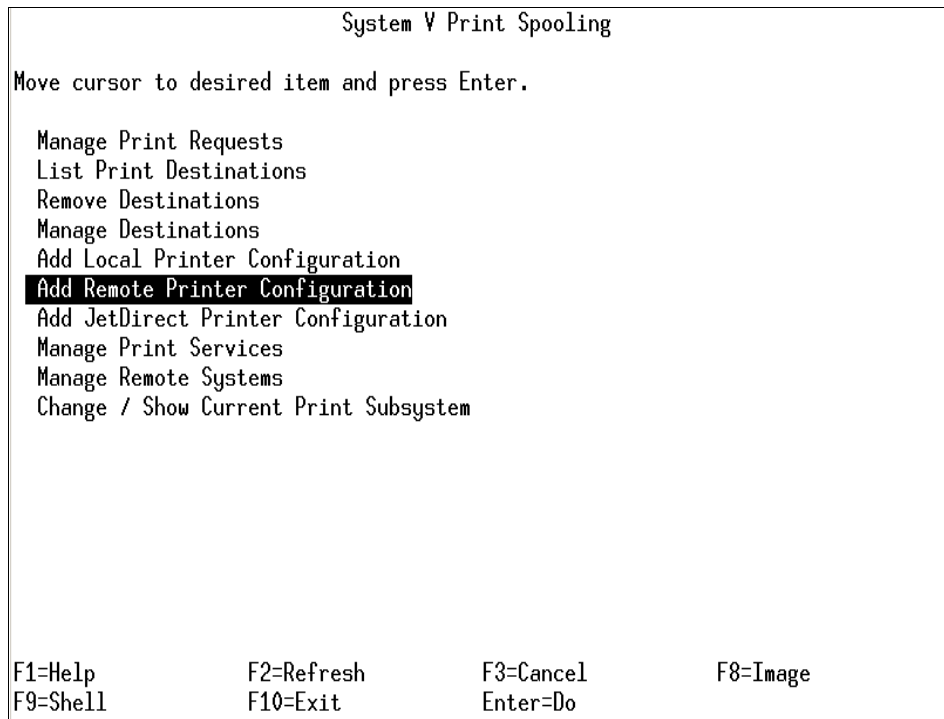 System V Print Spooling
Move cursor to desired item and press Enter.
Manage Print Requests
List Print Destinations
Remove Destinations
Manage Destinations
Add Local Printer Configuration
Add Remote Printer Configuration
Add JetDirect Printer Configuration
Manage Print Services
Manage Remote Systems
Change / Show Current Print Subsystem
F1=Help F2=Refresh F3=Cancel F8=Image
F9=Shell F10=Exit Enter=Do